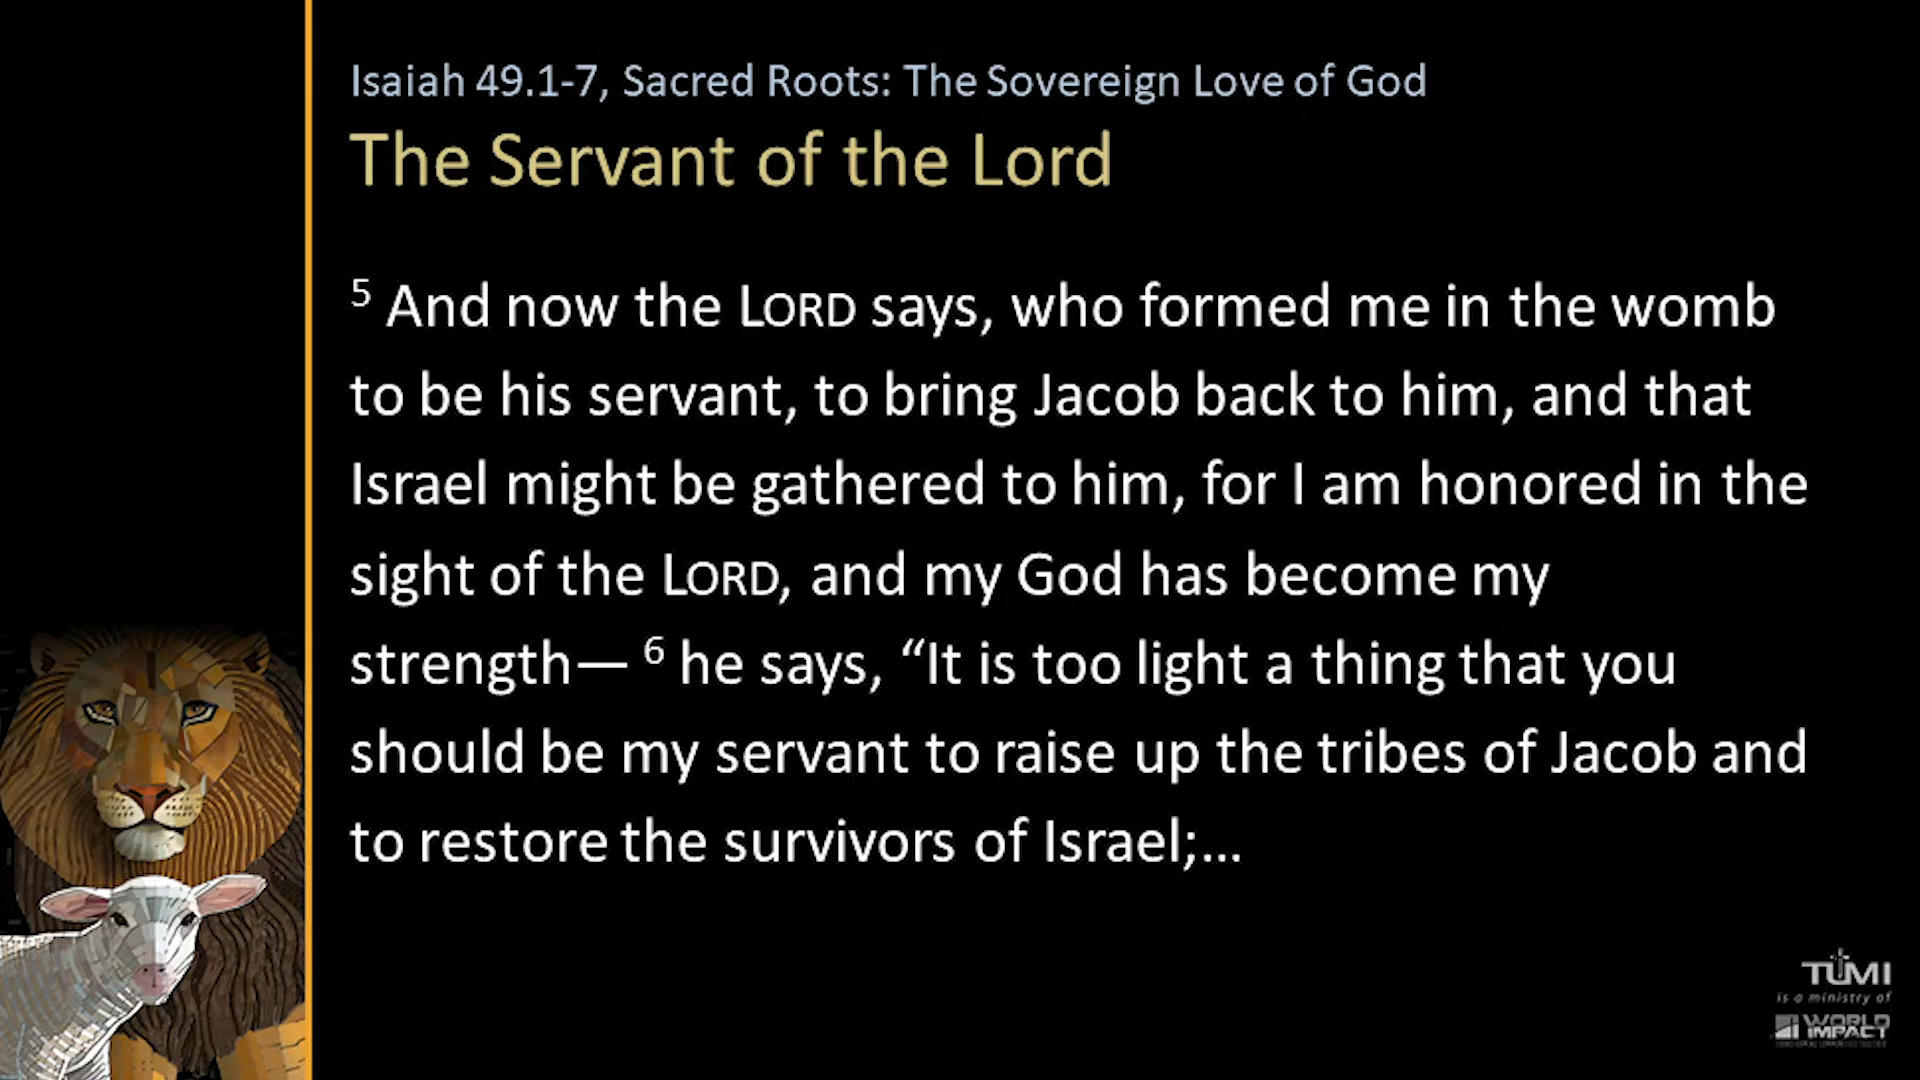 Isaiah 49.1-7, Sacred Roots: The Sovereign Love of God
The Servant of the Lord
5 And now the LORD says, who formed me in the womb
to be his servant, to bring Jacob back to him, and that
Israel might be gathered to him, for I am honored in the
sight of the LORD, and my God has become my
strength— 6 he says, “It is too light a thing that you
should be my servant to raise up the tribes of Jacob and
to restore the survivors of Israel;...
TUMI
is a ministry of
WORLD
IMPACT